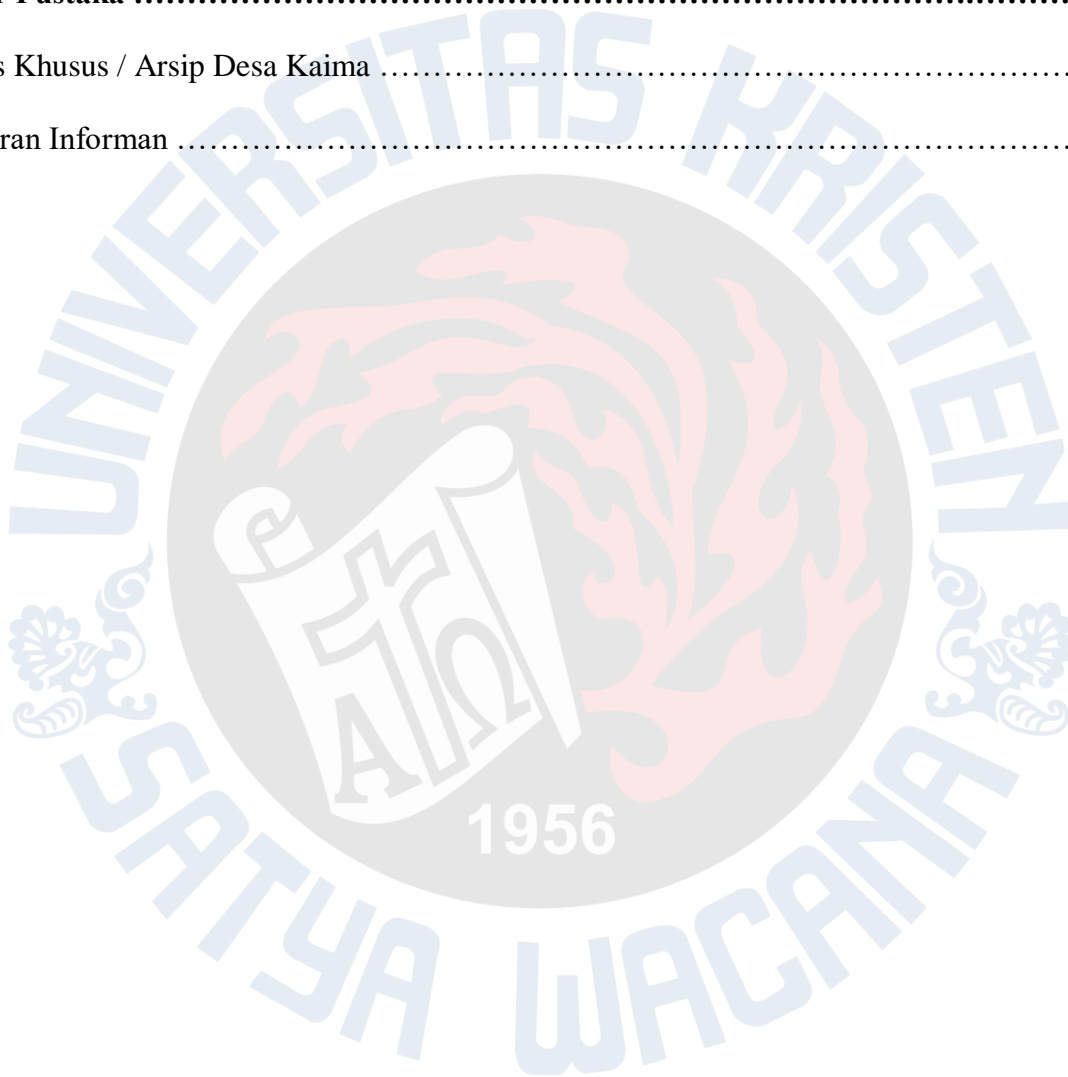 Pustaka ……………………………………………………………………………
s Khusus / Arsip Desa Kaima ……………………………………………………
ran Informan ………………………………………………………………………
UNIVERSITAS KRISTEN
SATYA WACANA
Α Ω
1956